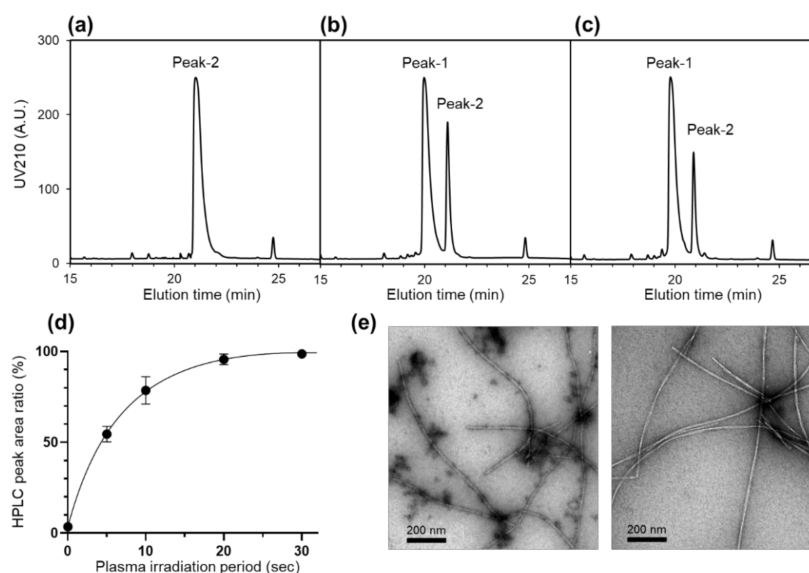 (a)
(b)
(c)
300
200
100
0
UV210 (A.U.)
Peak-2
Peak-1
Peak-2
Peak-1
Peak-2
15 20 25 15 20 25 15 20 25
Elution time (min) Elution time (min) Elution time (min)
(d)
100
50
0
HPLC peak area ratio (%)
0 10 20 30
Plasma irradiation period (sec)
(e)
200 nm
200 nm